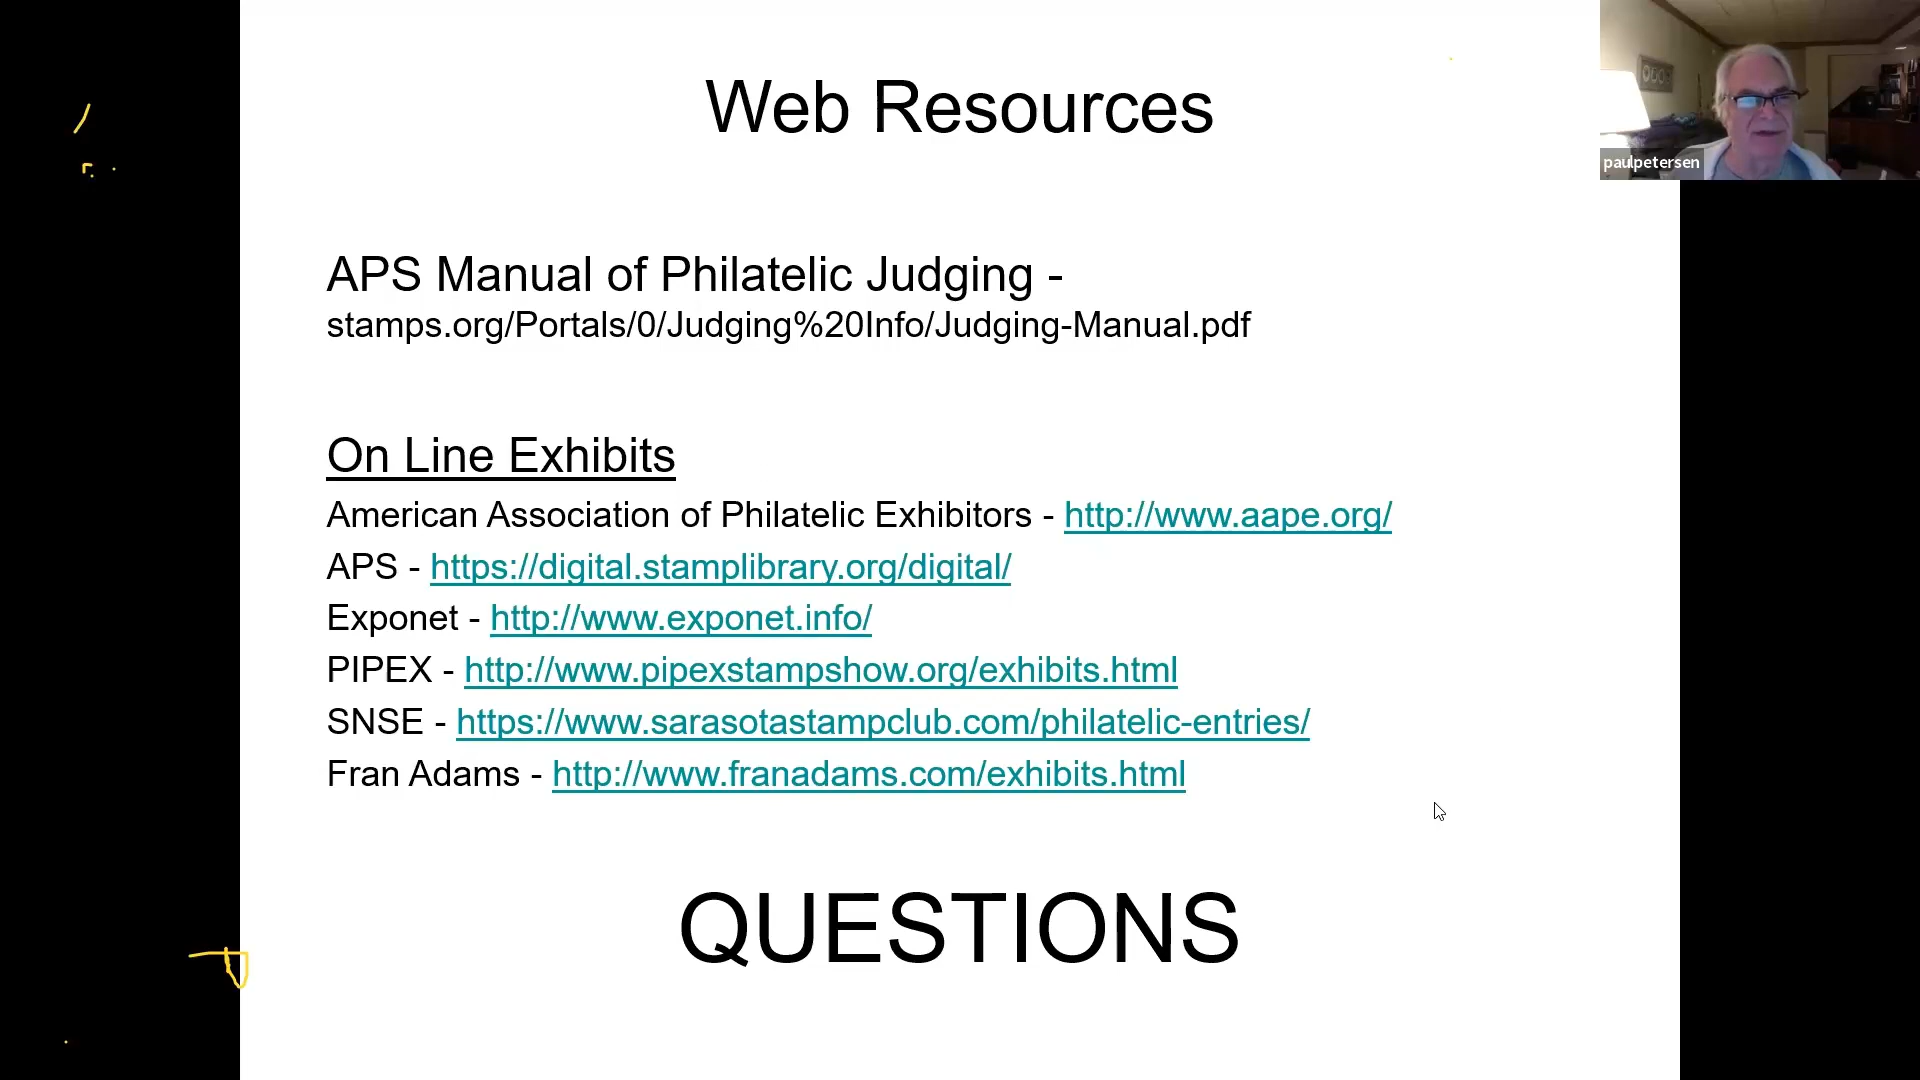 Web Resources
paulpetersen
APS Manual of Philatelic Judging -
stamps.org/Portals/0/Judging%20Info/Judging-Manual.pdf
On Line Exhibits
American Association of Philatelic Exhibitors - http://www.aape.org/
APS - https://digital.stamplibrary.org/digital/
Exponet - http://www.exponet.info/
PIPEX - http://www.pipexstampshow.org/exhibits.html
SNSE - https://www.sarasotastampclub.com/philatelic-entries/
Fran Adams - http://www.franadams.com/exhibits.html
QUESTIONS